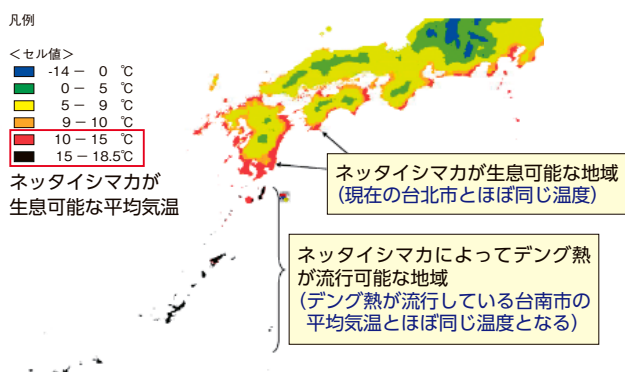 凡例
<セル値>
-14 − 0 ℃
0 − 5 ℃
5 − 9 ℃
9 − 10 ℃
10 − 15 ℃
15 − 18.5℃
ネッタイシマカが
生息可能な平均気温
ネッタイシマカが生息可能な地域
(現在の台北市とほぼ同じ温度)
ネッタイシマカによってデング熱
が流行可能な地域
(デング熱が流行している台南市の
平均気温とほぼ同じ温度となる)